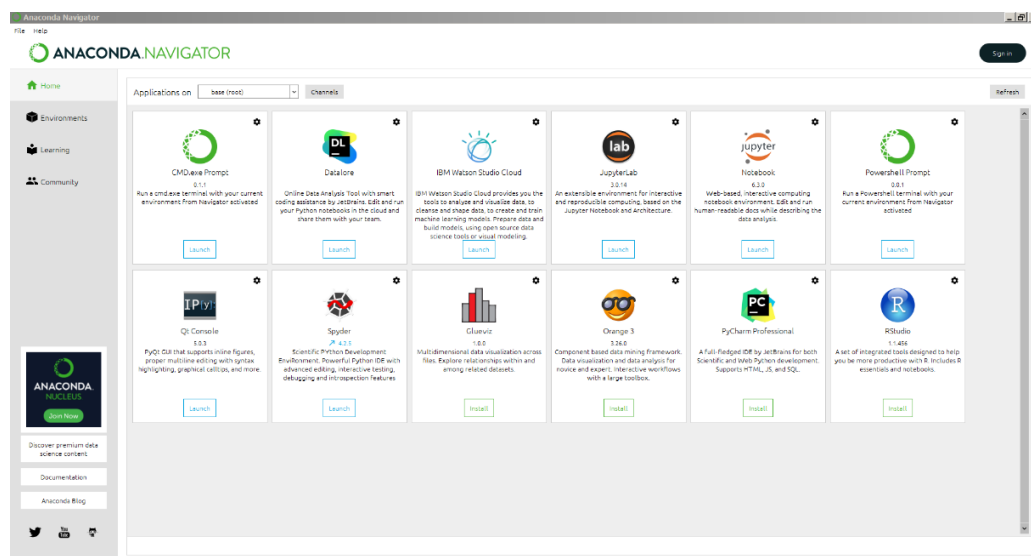 Anaconda Navigator
File Help
ANACONDA.NAVIGATOR
Sign in
Home
Environments
Learning
Community
Applications on base (root) Channels
Refresh
CMD.exe Prompt
0.1.1
Run a cmd.exe terminal with your current
environment from Navigator activated
Launch
DL
Datalore
Online Data Analysis Tool with smart
coding assistance by JetBrains. Edit and run
your Python notebooks in the cloud and
share them with your team.
Launch
IBM Watson Studio Cloud
IBM Watson Studio Cloud provides you the
tools to analyze and visualize data, to
cleanse and shape data, to create and train
machine learning models. Prepare data and
build models, using open source data
science tools or visual modeling.
Launch
lab
JupyterLab
3.0.14
An extensible environment for interactive
and reproducible computing, based on the
Jupyter Notebook and Architecture.
Launch
jupyter
Notebook
6.3.0
Web-based, interactive computing
notebook environment. Edit and run
human-readable docs while describing the
data analysis.
Launch
Powershell Prompt
0.0.1
Run a Powershell terminal with your
current environment from Navigator
activated
Launch
IP[y]
Qt Console
5.0.3
PyQt GUI that supports inline figures,
proper multiline editing with syntax
highlighting, graphical calltips, and more.
Launch
Spyder
4.2.5
Scientific PYthon Development
EnviRonment. Powerful Python IDE with
advanced editing, interactive testing,
debugging and introspection features
Launch
Glueviz
1.0.0
Multidimensional data visualization across
files. Explore relationships within and
among related datasets.
Install
Orange 3
3.26.0
Component based data mining framework.
Data visualization and data analysis for
novice and expert. Interactive workflows
with a large toolbox.
Install
PC
PyCharm Professional
A full-fledged IDE by JetBrains for both
Scientific and Web Python development.
Supports HTML, JS, and SQL.
Install
R
RStudio
1.1.456
A set of integrated tools designed to help
you be more productive with R. Includes R
essentials and notebooks.
Install
ANACONDA.
NUCLEUS
Join Now
Discover premium data
science content
Documentation
Anaconda Blog
You
Tube